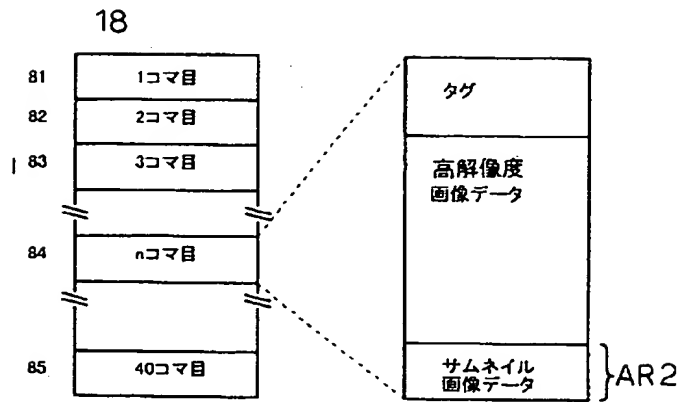 18
81 1コマ目
82 2コマ目
83 3コマ目
84 nコマ目
85 40コマ目
タグ
高解像度
画像データ
サムネイル
画像データ
AR2